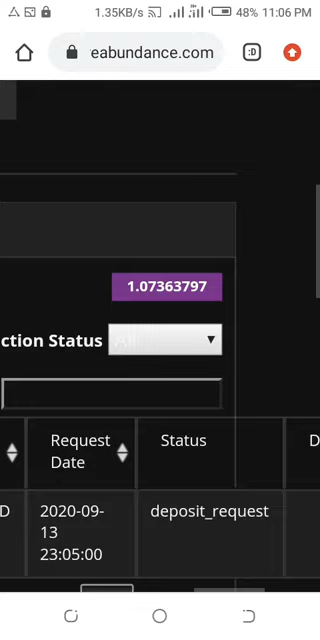 1.35KB/s 48% 11:06 PM
eabundance.com :D
1.07363797
ction Status All
Request Status D
Date
D 2020-09- deposit_request
13
23:05:00